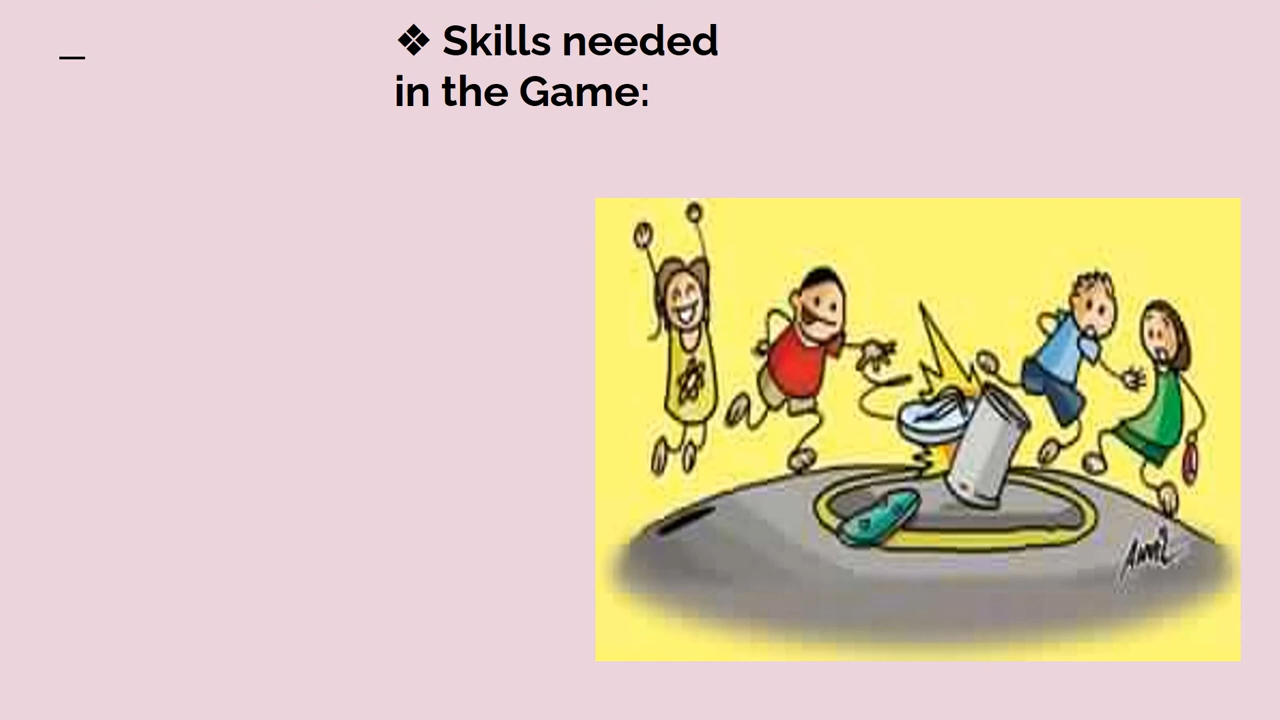 _
❖ Skills needed
in the Game: